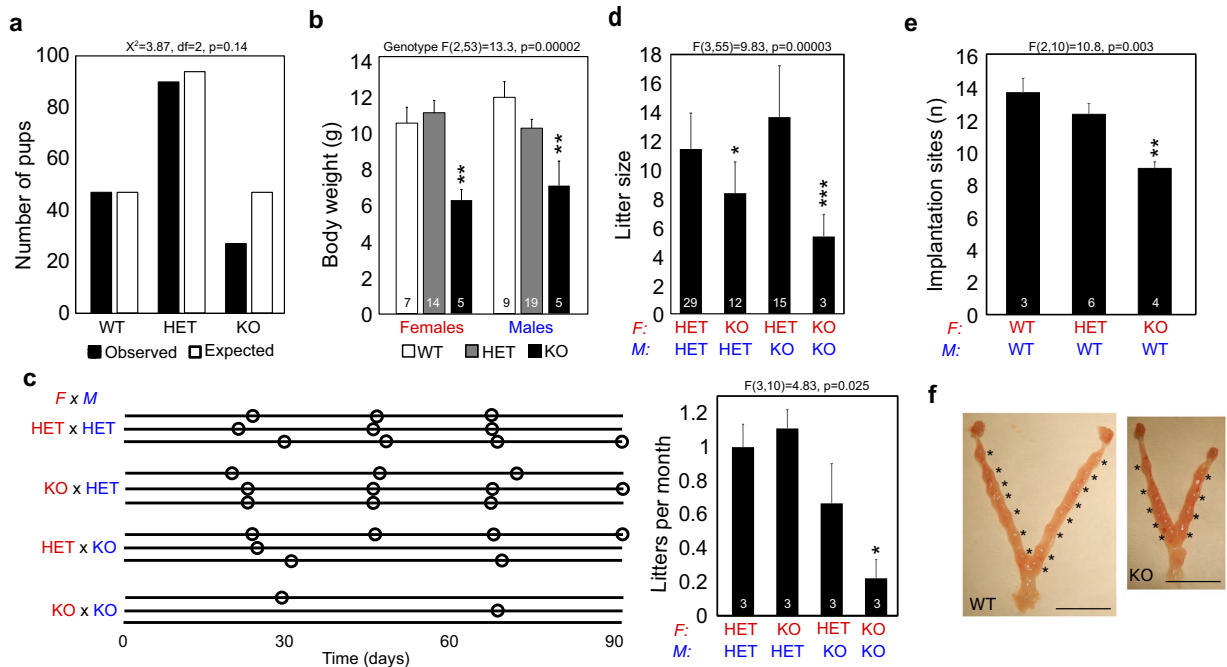 a
X²=3.87, df=2, p=0.14
Number of pups
100
80
60
40
20
0
WT HET KO
Observed Expected
b
Genotype F(2,53)=13.3, p=0.00002
Body weight (g)
14
12
10
8
6
4
2
0
** **
7 14 5 9 19 5
Females Males
WT HET KO
d
F(3,55)=9.83, p=0.00003
Litter size
18
16
14
12
10
8
6
4
2
0
* ***
29 12 15 3
F: HET KO HET KO
M: HET HET KO KO
e
F(2,10)=10.8, p=0.003
Implantation sites (n)
16
14
12
10
8
6
4
2
0
**
3 6 4
F: WT HET KO
M: WT WT WT
c
F x M
HET x HET
KO x HET
HET x KO
KO x KO
0 30 60 90
Time (days)
F(3,10)=4.83, p=0.025
Litters per month
1.2
1
0.8
0.6
0.4
0.2
0
*
3 3 3 3
F: HET KO HET KO
M: HET HET KO KO
f
WT
KO